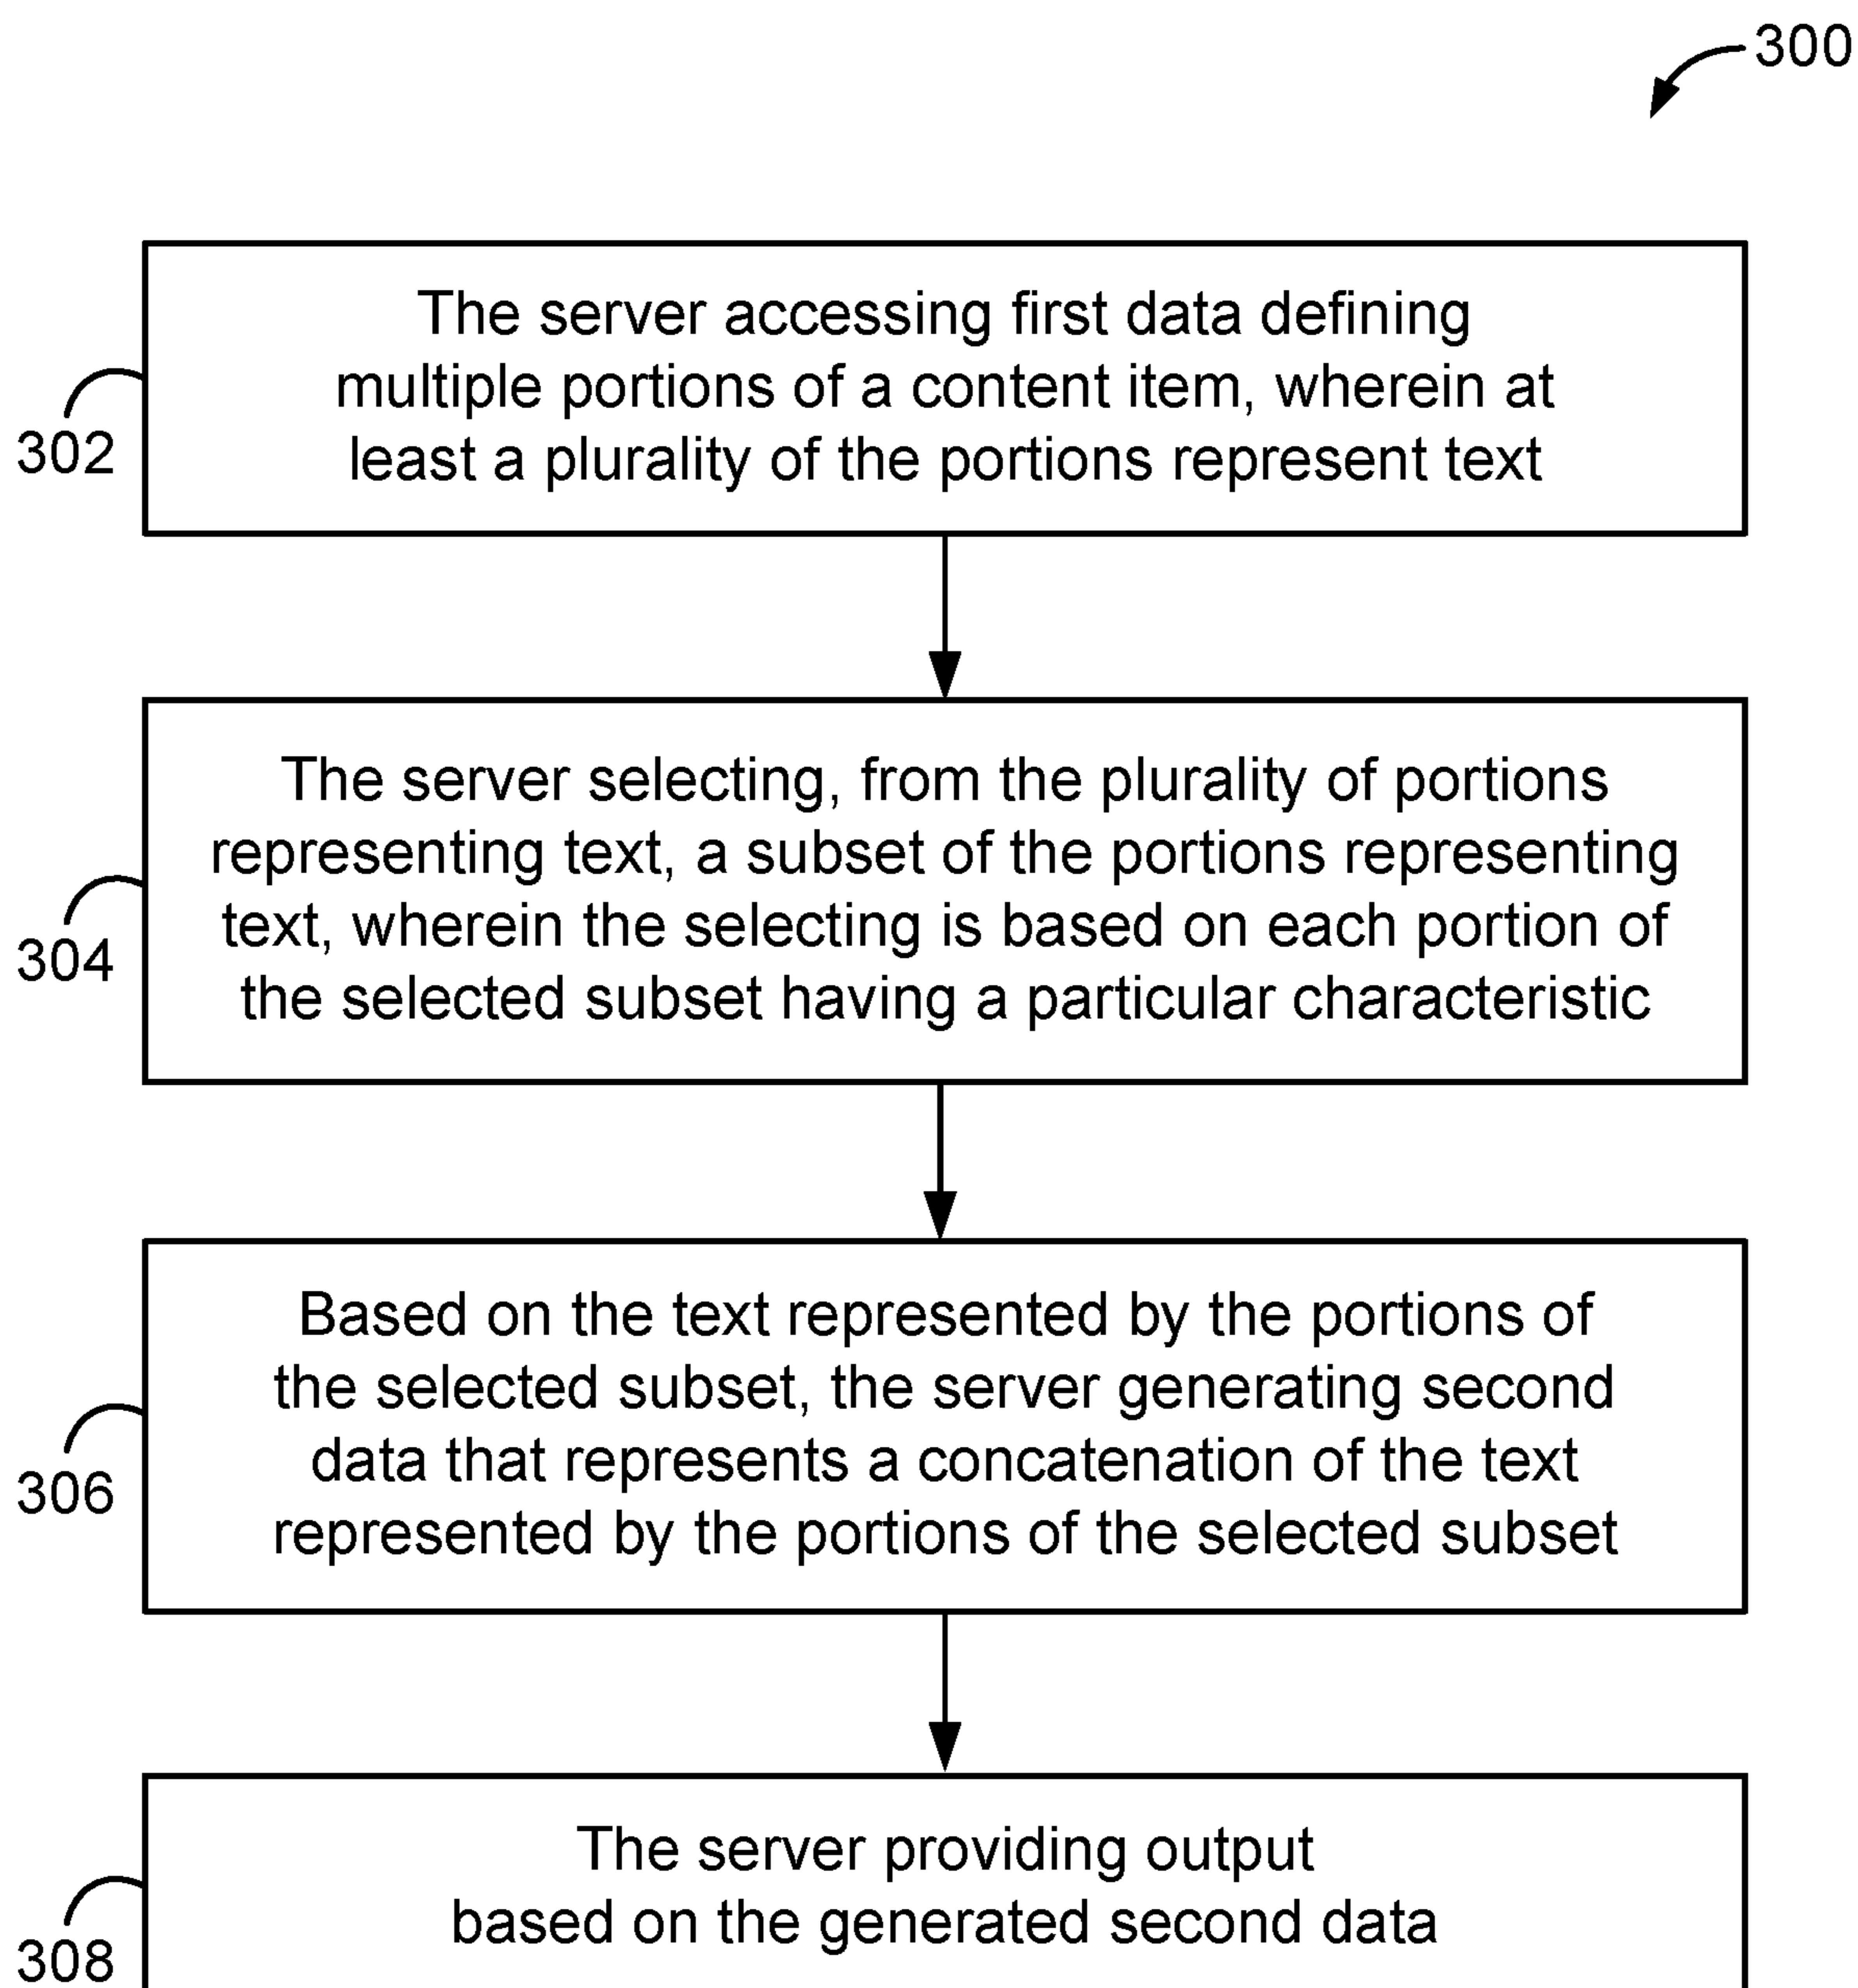 300
The server accessing first data defining
multiple portions of a content item, wherein at
least a plurality of the portions represent text
302
The server selecting, from the plurality of portions
representing text, a subset of the portions representing
text, wherein the selecting is based on each portion of
the selected subset having a particular characteristic
304
Based on the text represented by the portions of
the selected subset, the server generating second
data that represents a concatenation of the text
represented by the portions of the selected subset
306
The server providing output
based on the generated second data
308